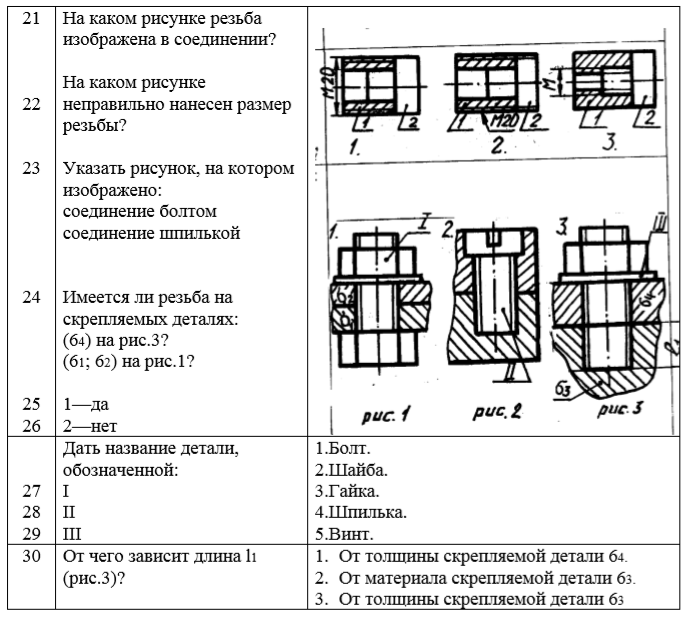 21
На каком рисунке резьба
изображена в соединении?
22
На каком рисунке
неправильно нанесен размер
резьбы?
23
Указать рисунок, на котором
изображено:
соединение болтом
соединение шпилькой
24
Имеется ли резьба на
скрепляемых деталях:
(б4) на рис.3?
(б1; б2) на рис.1?
25
1—да
26
2—нет
М20
1
2
1.
1
М20
2
2.
М
1
2
3.
1.
I
б2
б1
рис. 1
2.
II
рис. 2
3.
III
б4
l1
б3
рис. 3
Дать название детали,
обозначенной:
27
I
28
II
29
III
1.Болт.
2.Шайба.
3.Гайка.
4.Шпилька.
5.Винт.
30
От чего зависит длина l1
(рис.3)?
1. От толщины скрепляемой детали б4.
2. От материала скрепляемой детали б3.
3. От толщины скрепляемой детали б3